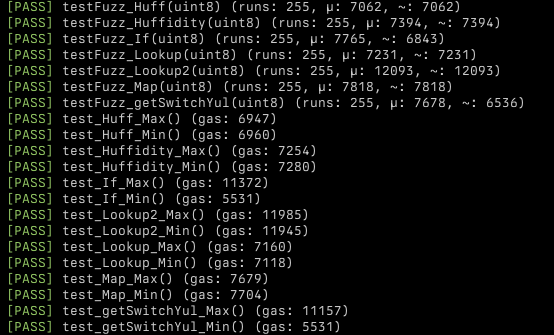 [PASS] testFuzz_Huff(uint8) (runs: 255, μ: 7062, ~: 7062)
[PASS] testFuzz_Huffidity(uint8) (runs: 255, μ: 7394, ~: 7394)
[PASS] testFuzz_If(uint8) (runs: 255, μ: 7765, ~: 6843)
[PASS] testFuzz_Lookup(uint8) (runs: 255, μ: 7231, ~: 7231)
[PASS] testFuzz_Lookup2(uint8) (runs: 255, μ: 12093, ~: 12093)
[PASS] testFuzz_Map(uint8) (runs: 255, μ: 7818, ~: 7818)
[PASS] testFuzz_getSwitchYul(uint8) (runs: 255, μ: 7678, ~: 6536)
[PASS] test_Huff_Max() (gas: 6947)
[PASS] test_Huff_Min() (gas: 6960)
[PASS] test_Huffidity_Max() (gas: 7254)
[PASS] test_Huffidity_Min() (gas: 7280)
[PASS] test_If_Max() (gas: 11372)
[PASS] test_If_Min() (gas: 5531)
[PASS] test_Lookup2_Max() (gas: 11985)
[PASS] test_Lookup2_Min() (gas: 11945)
[PASS] test_Lookup_Max() (gas: 7160)
[PASS] test_Lookup_Min() (gas: 7118)
[PASS] test_Map_Max() (gas: 7679)
[PASS] test_Map_Min() (gas: 7704)
[PASS] test_getSwitchYul_Max() (gas: 11157)
[PASS] test_getSwitchYul_Min() (gas: 5531)